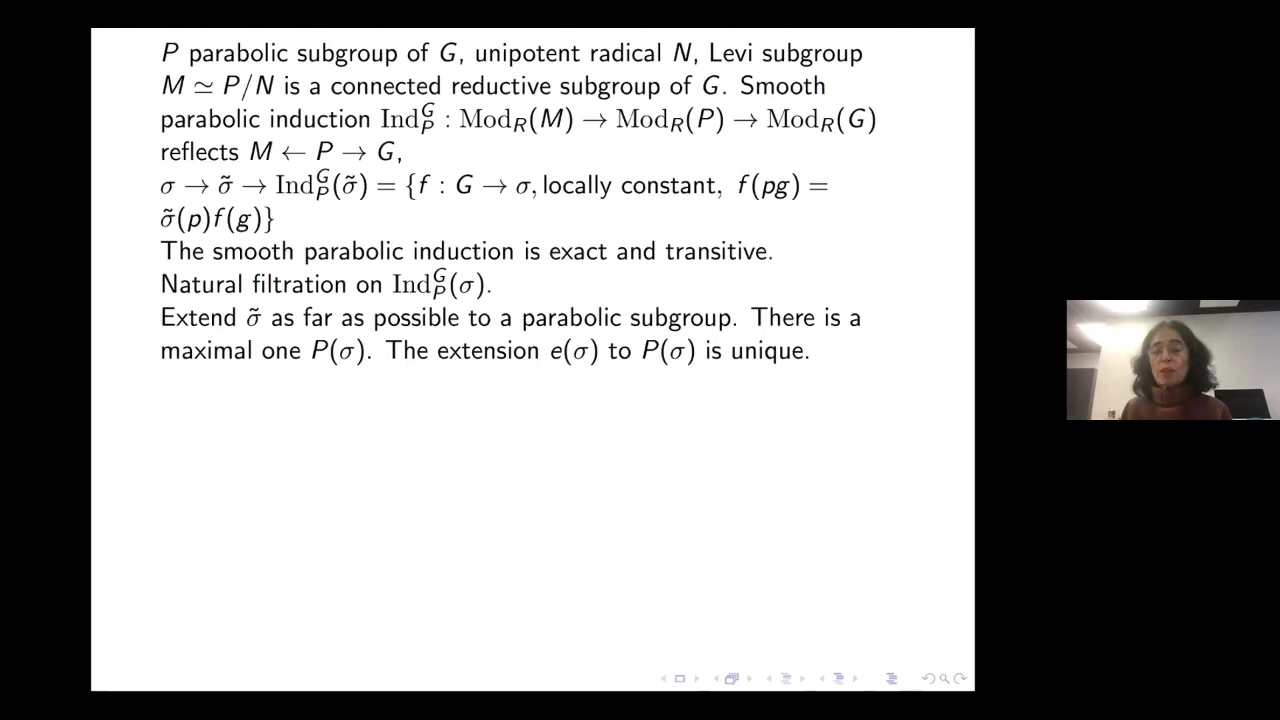 P parabolic subgroup of G, unipotent radical N, Levi subgroup
M ≃ P/N is a connected reductive subgroup of G. Smooth
parabolic induction Ind_P^G : Mod_R(M) → Mod_R(P) → Mod_R(G)
reflects M ← P → G,
σ → σ̃ → Ind_P^G(σ̃) = {f : G → σ, locally constant, f(pg) =
σ̃(p)f(g)}
The smooth parabolic induction is exact and transitive.
Natural filtration on Ind_P^G(σ).
Extend σ̃ as far as possible to a parabolic subgroup. There is a
maximal one P(σ). The extension e(σ) to P(σ) is unique.